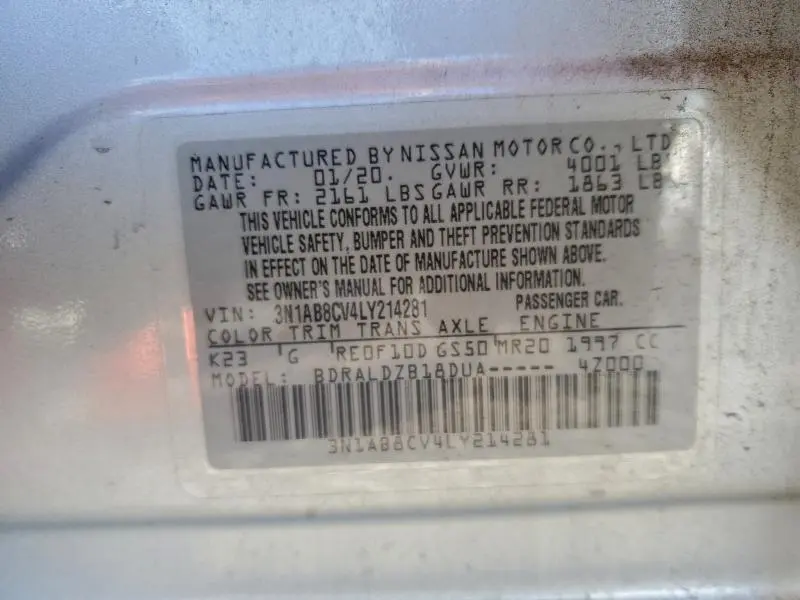 MANUFACTURED BY NISSAN MOTOR CO., LTD
DATE: 01/20. GVWR: 4001 LB
GAWR FR: 2161 LBS GAWR RR: 1863 LB
THIS VEHICLE CONFORMS TO ALL APPLICABLE FEDERAL MOTOR
VEHICLE SAFETY, BUMPER AND THEFT PREVENTION STANDARDS
IN EFFECT ON THE DATE OF MANUFACTURE SHOWN ABOVE.
SEE OWNER'S MANUAL FOR ADDITIONAL INFORMATION.
VIN: 3N1AB8CV4LY214281 PASSENGER CAR.
COLOR TRIM TRANS AXLE ENGINE
K23 G RE0F10D GS50 MR20 1997 CC
MODEL: BDRALDZB18DUA----- 4Z000
3N1AB8CV4LY214281